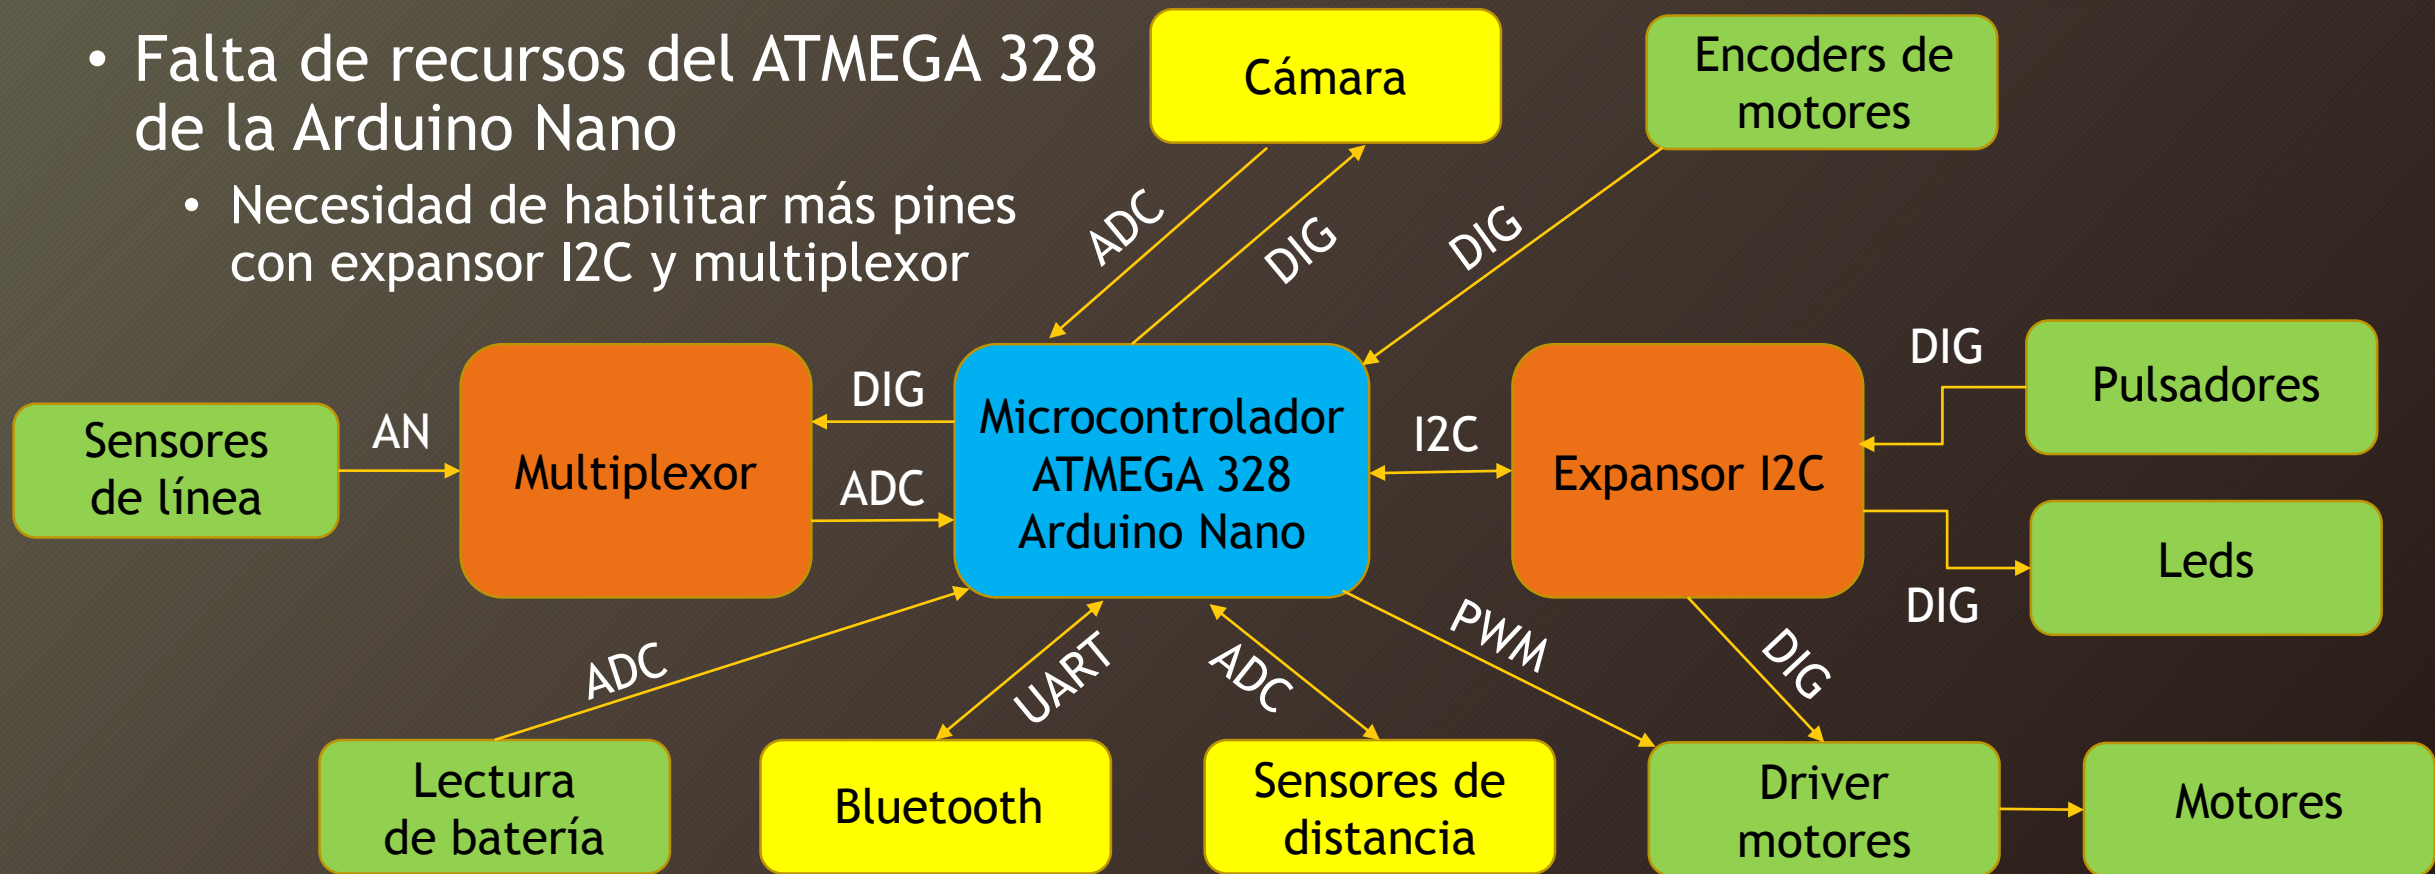 • Falta de recursos del ATMEGA 328
de la Arduino Nano
• Necesidad de habilitar más pines
con expansor I2C y multiplexor
Cámara
Encoders de
motores
ADC
DIG
DIG
Sensores
de línea
AN
Multiplexor
DIG
ADC
Microcontrolador
ATMEGA 328
Arduino Nano
I2C
Expansor I2C
DIG
Pulsadores
DIG
Leds
ADC
UART
ADC
PWM
DIG
Lectura
de batería
Bluetooth
Sensores de
distancia
Driver
motores
Motores